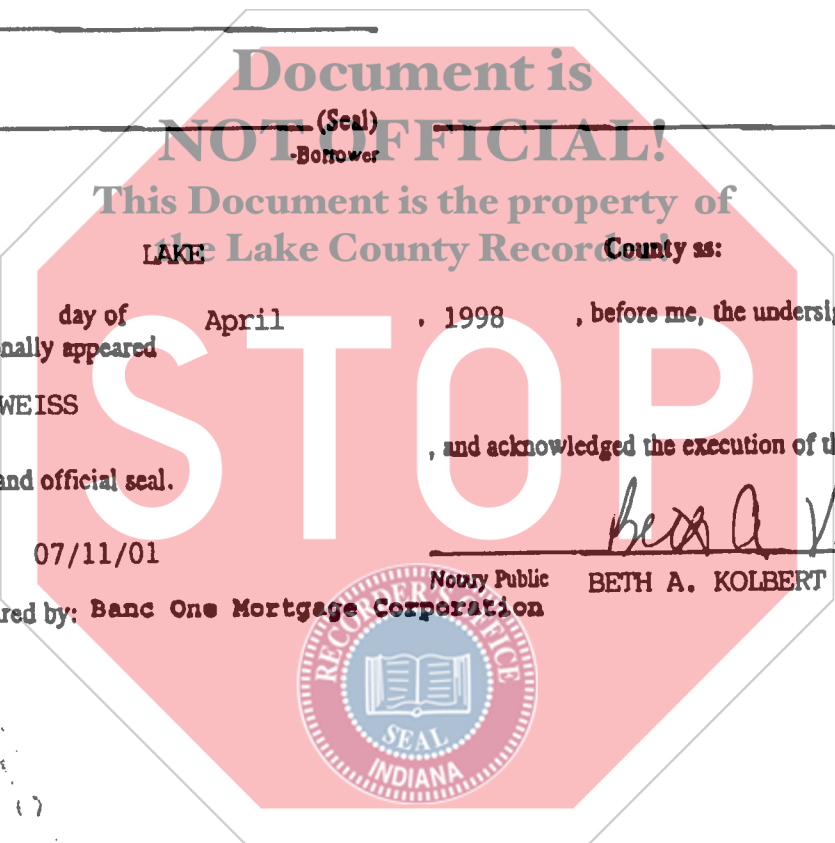 Document is
(Seal)
NOT OFFICIAL!
-Borrower
This Document is the property of
the Lake County Recorder!
LAKE County ss:
day of April , 1998 , before me, the undersig
nally appeared
WEISS
STOP
, and acknowledged the execution of th
and official seal.
07/11/01
Beth A
Notary Public BETH A. KOLBERT
red by: Banc One Mortgage Corporation
RECORDER'S OFFICE
SEAL
INDIANA